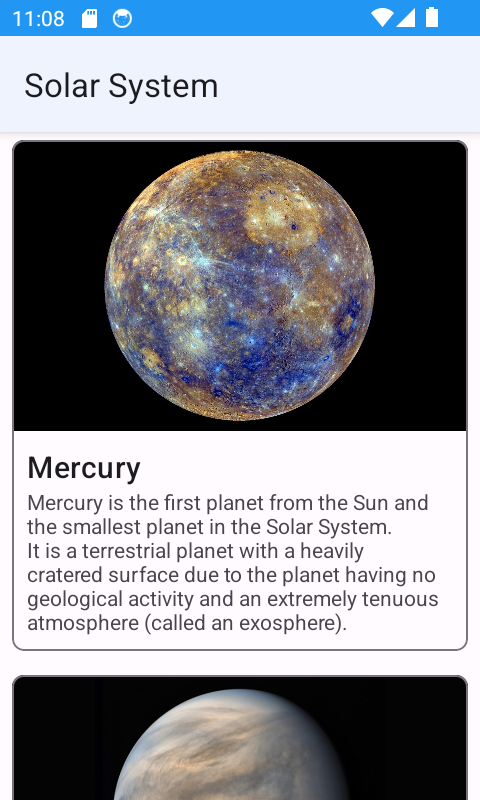 11:08
Solar System
Mercury
Mercury is the first planet from the Sun and
the smallest planet in the Solar System.
It is a terrestrial planet with a heavily
cratered surface due to the planet having no
geological activity and an extremely tenuous
atmosphere (called an exosphere).